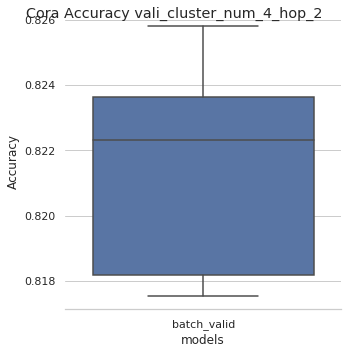 Cora Accuracy vali_cluster_num_4_hop_2
0.826
0.824
0.822
0.820
0.818
Accuracy
batch_valid
models